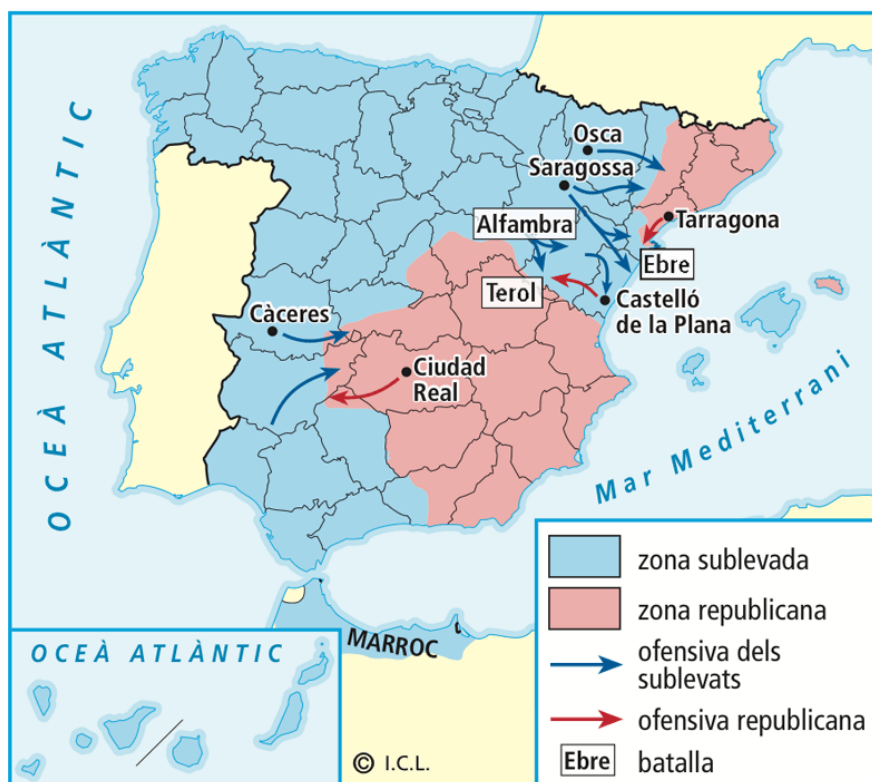 OCEÀ ATLÀNTIC
Osca
Saragossa
Alfambra
Tarragona
Ebre
Terol
Castelló
de la Plana
Càceres
Ciudad
Real
Mar Mediterrani
MARROC
OCEÀ ATLÀNTIC
© I.C.L.
zona sublevada
zona republicana
ofensiva dels
sublevats
ofensiva republicana
Ebre batalla